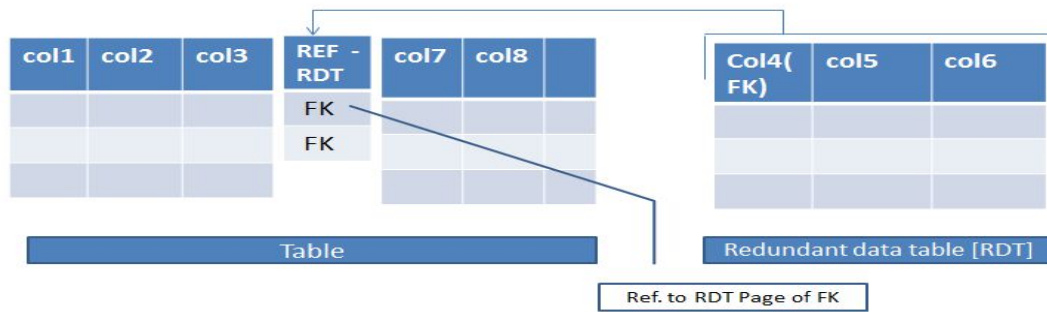 col1 col2 col3
REF -
RDT
FK
FK
col7 col8
Col4(
FK)
col5 col6
Table
Redundant data table [RDT]
Ref. to RDT Page of FK